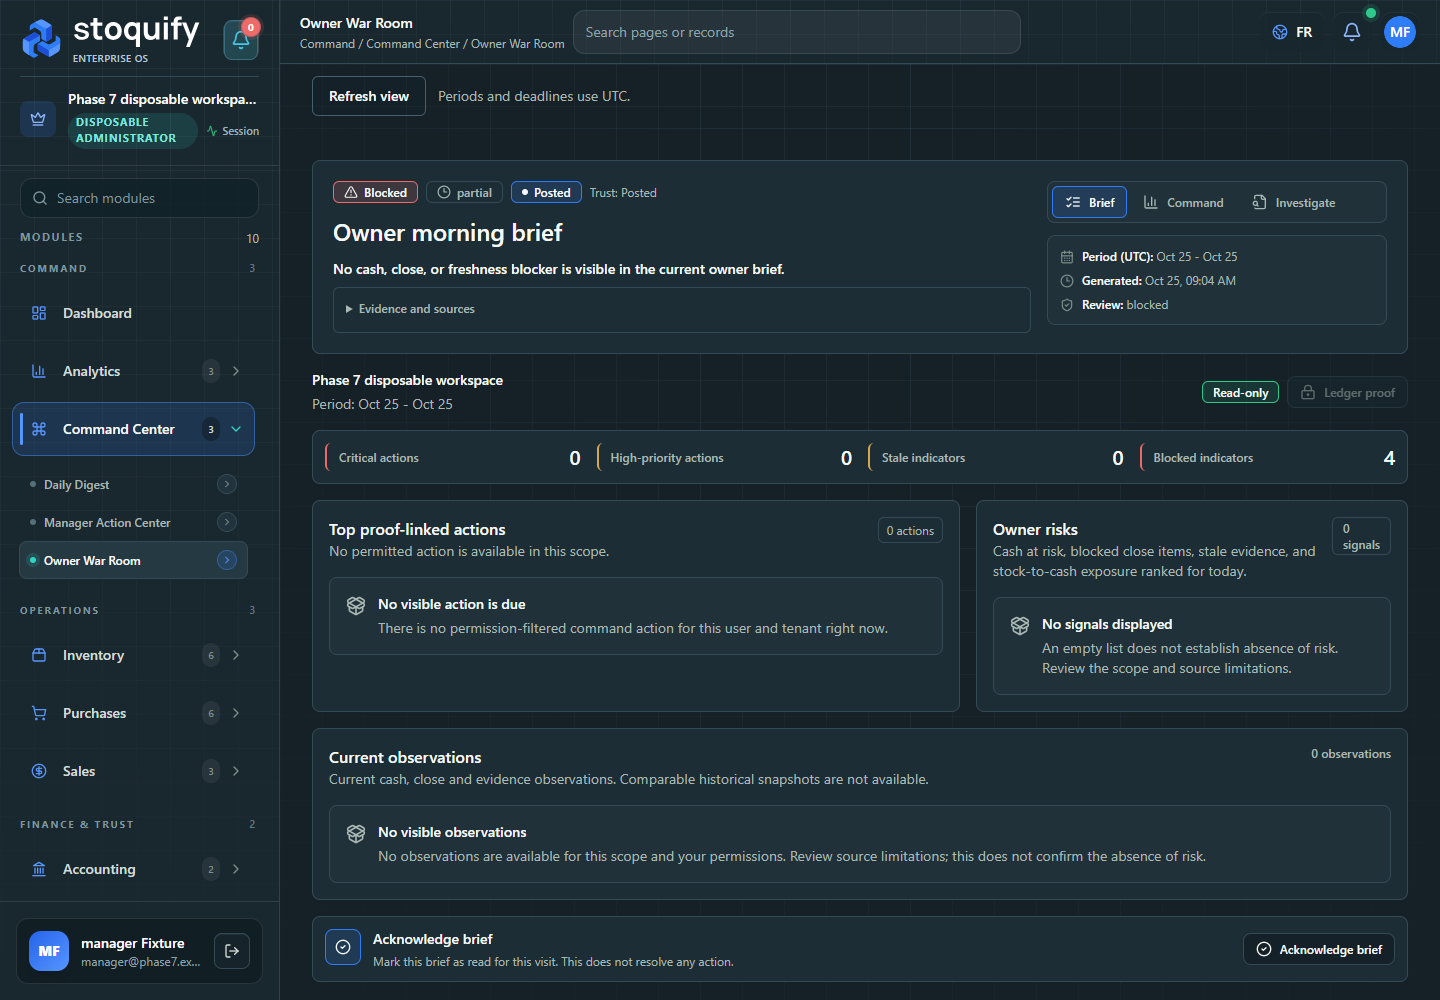 stoquify
ENTERPRISE OS
0
Phase 7 disposable workspa...
DISPOSABLE
ADMINISTRATOR
Session
Search modules
MODULES
10
COMMAND
3
Dashboard
Analytics
3
Command Center
3
Daily Digest
Manager Action Center
Owner War Room
OPERATIONS
3
Inventory
6
Purchases
6
Sales
3
FINANCE & TRUST
2
Accounting
2
MF
manager Fixture
manager@phase7.ex...
Owner War Room
Command / Command Center / Owner War Room
Search pages or records
FR
MF
Refresh view
Periods and deadlines use UTC.
Blocked
partial
Posted
Trust: Posted
Owner morning brief
No cash, close, or freshness blocker is visible in the current owner brief.
Evidence and sources
Brief
Command
Investigate
Period (UTC): Oct 25 - Oct 25
Generated: Oct 25, 09:04 AM
Review: blocked
Phase 7 disposable workspace
Period: Oct 25 - Oct 25
Read-only
Ledger proof
Critical actions
0
High-priority actions
0
Stale indicators
0
Blocked indicators
4
Top proof-linked actions
No permitted action is available in this scope.
0 actions
No visible action is due
There is no permission-filtered command action for this user and tenant right now.
Owner risks
Cash at risk, blocked close items, stale evidence, and
stock-to-cash exposure ranked for today.
0
signals
No signals displayed
An empty list does not establish absence of risk.
Review the scope and source limitations.
Current observations
Current cash, close and evidence observations. Comparable historical snapshots are not available.
0 observations
No visible observations
No observations are available for this scope and your permissions. Review source limitations; this does not confirm the absence of risk.
Acknowledge brief
Mark this brief as read for this visit. This does not resolve any action.
Acknowledge brief